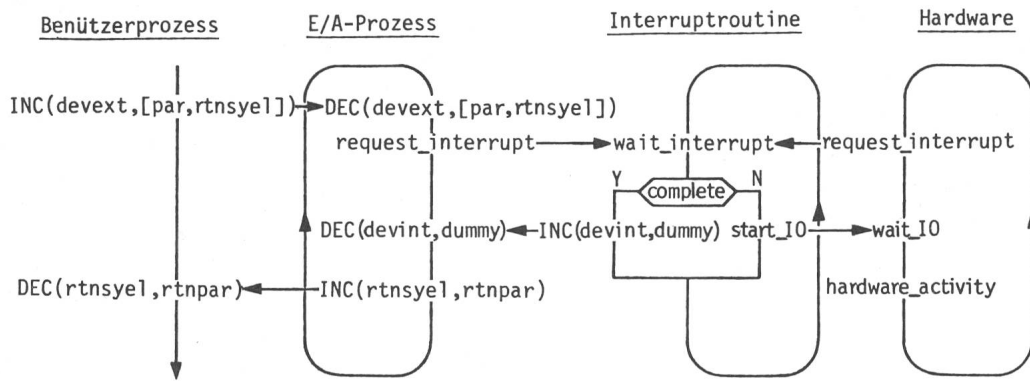 Benützerprozess E/A-Prozess Interruptroutine Hardware
INC(devext,[par,rtnsyel]) DEC(devext,[par,rtnsyel])
request_interrupt wait_interrupt request_interrupt
Y complete N
DEC(devint,dummy) INC(devint,dummy) start_IO wait_IO
DEC(rtnsyel,rtnpar) INC(rtnsyel,rtnpar) hardware_activity